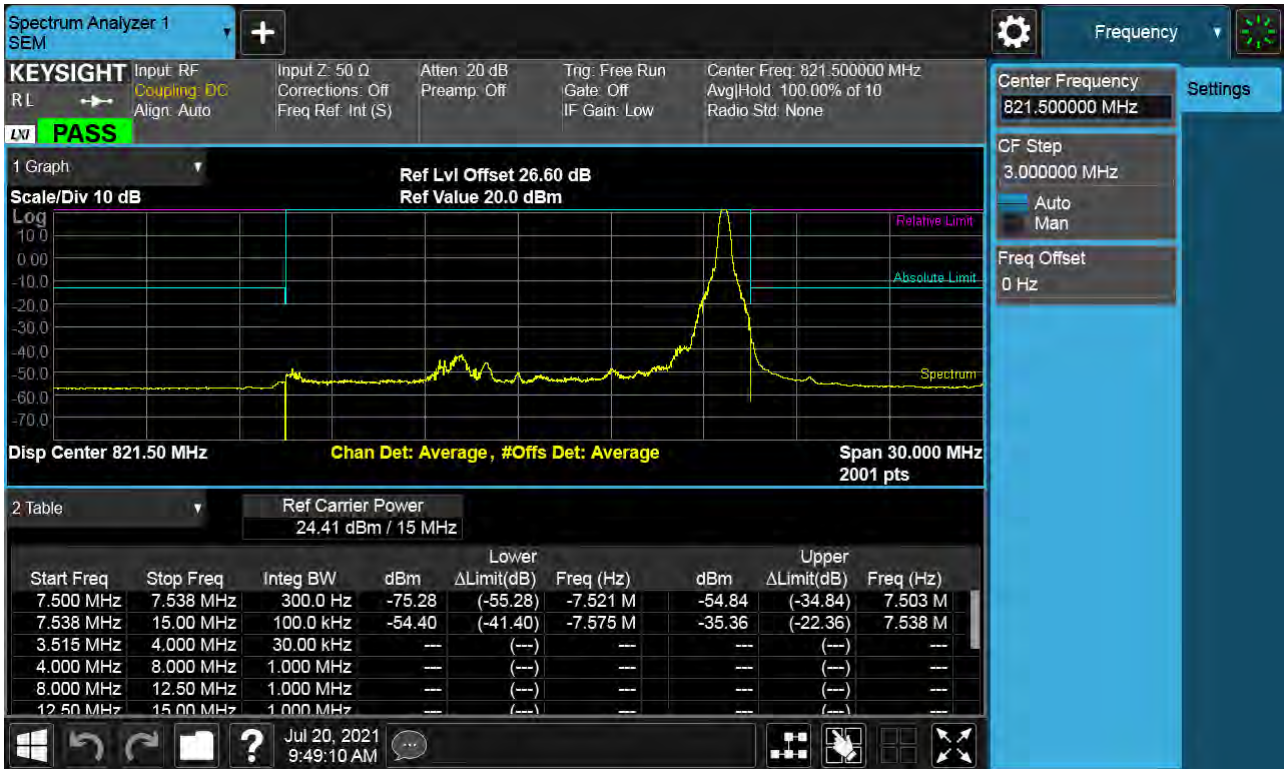 Spectrum Analyzer 1
SEM
+
Frequency
KEYSIGHT
RL
LXI
PASS
Input: RF
Coupling: DC
Align: Auto
Input Z: 50 Ω
Corrections: Off
Freq Ref: Int (S)
Atten: 20 dB
Preamp: Off
Trig: Free Run
Gate: Off
IF Gain: Low
Center Freq: 821.500000 MHz
Avg|Hold: 100.00% of 10
Radio Std: None
Center Frequency
821.500000 MHz
Settings
CF Step
3.000000 MHz
Auto
Man
Freq Offset
0 Hz
1 Graph
Scale/Div 10 dB
Ref Lvl Offset 26.60 dB
Ref Value 20.0 dBm
Log
10.0
0.00
-10.0
-20.0
-30.0
-40.0
-50.0
-60.0
-70.0
Relative Limit
Absolute Limit
Spectrum
Disp Center 821.50 MHz
Chan Det: Average, #Offs Det: Average
Span 30.000 MHz
2001 pts
2 Table
Ref Carrier Power
24.41 dBm / 15 MHz
Lower Upper
Start Freq Stop Freq Integ BW dBm ΔLimit(dB) Freq (Hz) dBm ΔLimit(dB) Freq (Hz)
7.500 MHz 7.538 MHz 300.0 Hz -75.28 (-55.28) -7.521 M -54.84 (-34.84) 7.503 M
7.538 MHz 15.00 MHz 100.0 kHz -54.40 (-41.40) -7.575 M -35.36 (-22.36) 7.538 M
3.515 MHz 4.000 MHz 30.00 kHz --- (---) --- --- (---) ---
4.000 MHz 8.000 MHz 1.000 MHz --- (---) --- --- (---) ---
8.000 MHz 12.50 MHz 1.000 MHz --- (---) --- --- (---) ---
12.50 MHz 15.00 MHz 1.000 MHz --- (---) --- --- (---) ---
?
Jul 20, 2021
9:49:10 AM